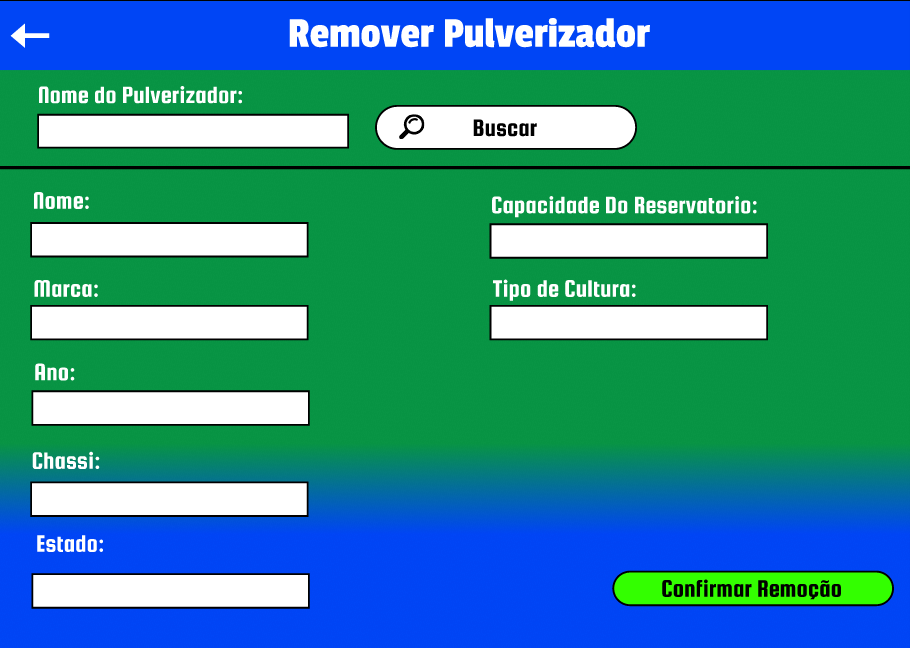 Remover Pulverizador
Nome do Pulverizador:
Buscar
Nome:
Capacidade Do Reservatorio:
Marca:
Tipo de Cultura:
Ano:
Chassi:
Estado:
Confirmar Remoção